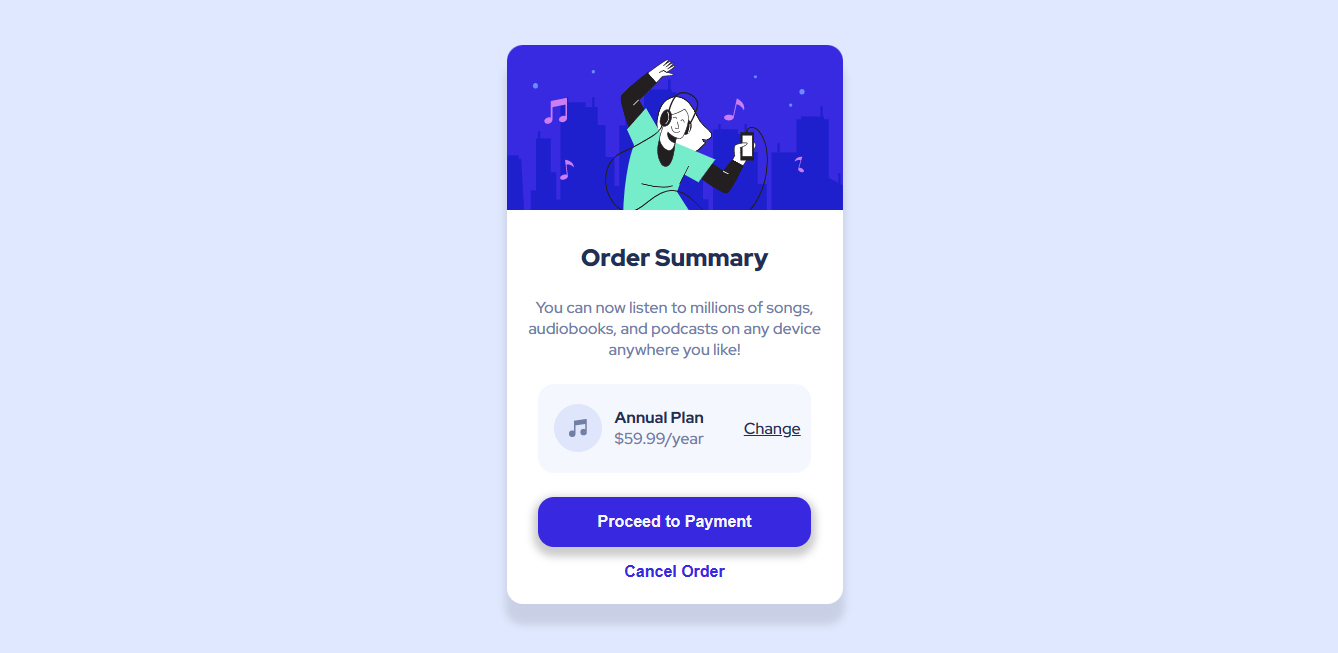 Order Summary
You can now listen to millions of songs,
audiobooks, and podcasts on any device
anywhere you like!
Annual Plan
$59.99/year
Change
Proceed to Payment
Cancel Order